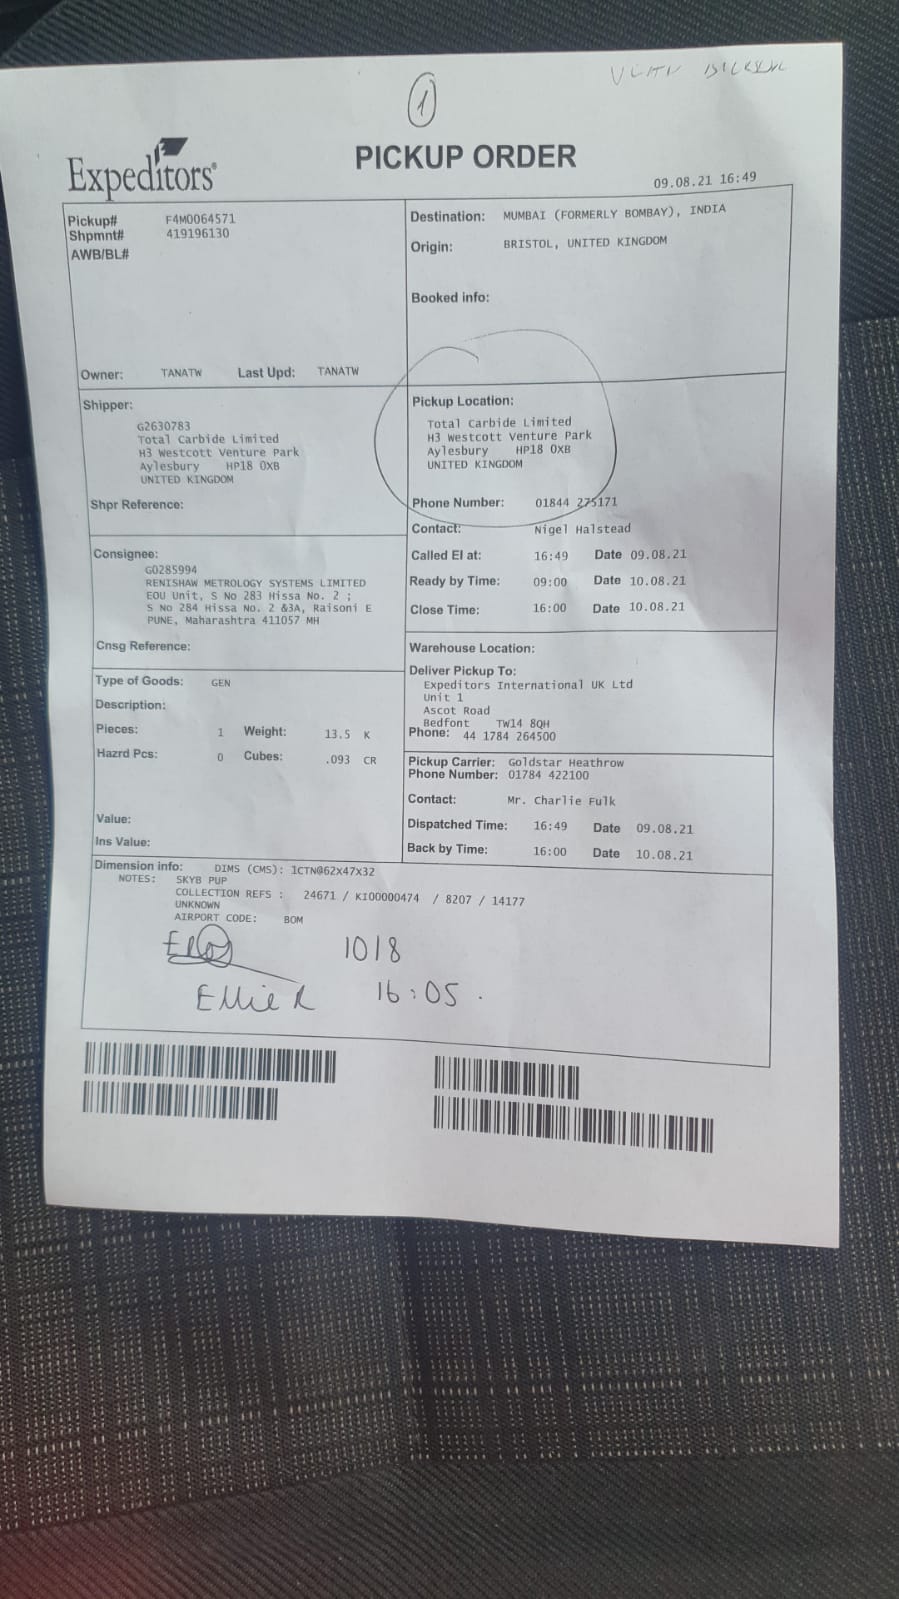 1
Expeditors®
PICKUP ORDER
09.08.21 16:49
Pickup# F4M0064571
Shpmnt# 419196130
AWB/BL#
Owner: TANATW Last Upd: TANATW
Destination: MUMBAI (FORMERLY BOMBAY), INDIA
Origin: BRISTOL, UNITED KINGDOM
Booked info:
Shipper:
G2630783
Total Carbide Limited
H3 Westcott Venture Park
Aylesbury HP18 0XB
UNITED KINGDOM
Shpr Reference:
Pickup Location:
Total Carbide Limited
H3 Westcott Venture Park
Aylesbury HP18 0XB
UNITED KINGDOM
Phone Number: 01844 275171
Contact: Nigel Halstead
Called EI at: 16:49 Date 09.08.21
Ready by Time: 09:00 Date 10.08.21
Close Time: 16:00 Date 10.08.21
Consignee:
G0285994
RENISHAW METROLOGY SYSTEMS LIMITED
EOU Unit, S No 283 Hissa No. 2 ;
S No 284 Hissa No. 2 &3A, Raisoni E
PUNE, Maharashtra 411057 MH
Cnsg Reference:
Warehouse Location:
Deliver Pickup To:
Expeditors International UK Ltd
Unit 1
Ascot Road
Bedfont TW14 8QH
Phone: 44 1784 264500
Type of Goods: GEN
Description:
Pieces: 1 Weight: 13.5 K
Hazrd Pcs: 0 Cubes: .093 CR
Value:
Ins Value:
Pickup Carrier: Goldstar Heathrow
Phone Number: 01784 422100
Contact: Mr. Charlie Fulk
Dispatched Time: 16:49 Date 09.08.21
Back by Time: 16:00 Date 10.08.21
Dimension info: DIMS (CMS): 1CTN@62x47x32
NOTES: SKYB PUP
COLLECTION REFS : 24671 / KI00000474 / 8207 / 14177
UNKNOWN
AIRPORT CODE: BOM
10/8
Ellie R 16:05.